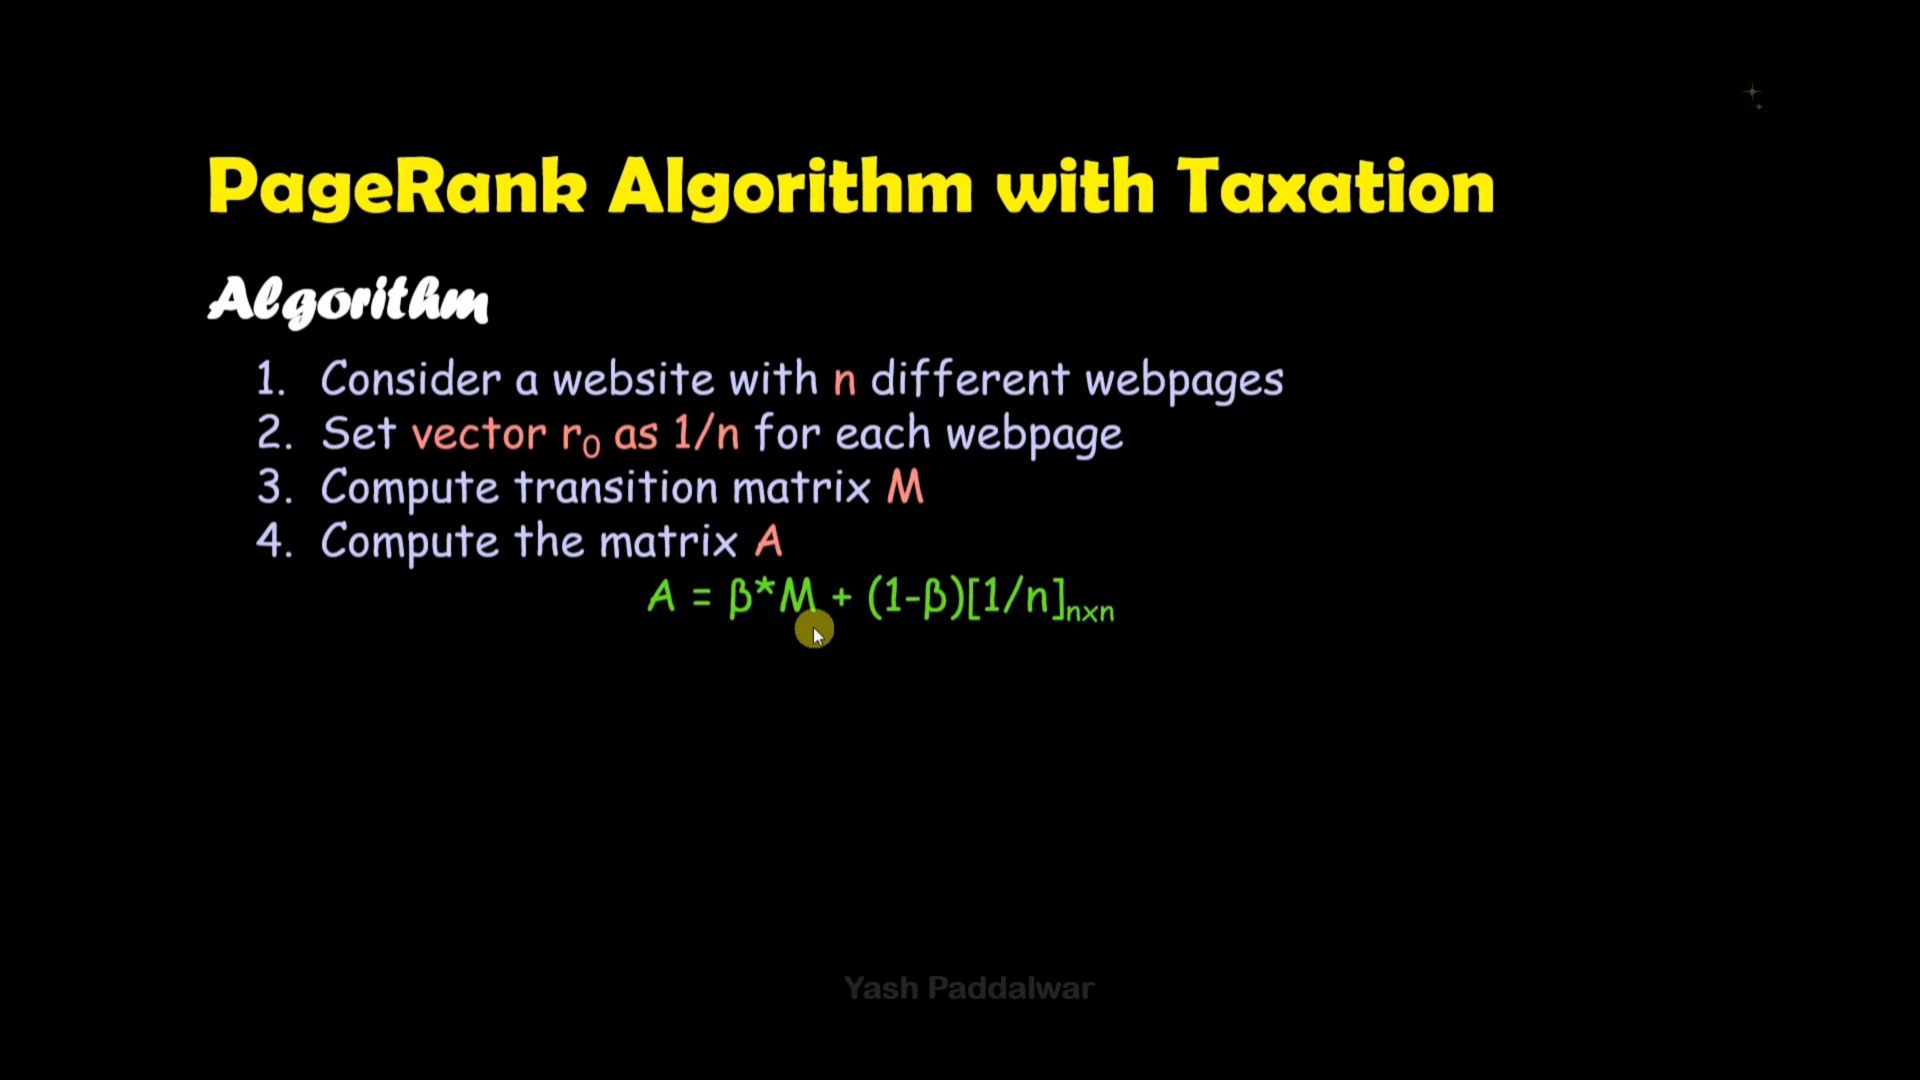 PageRank Algorithm with Taxation
Algorithm
1. Consider a website with n different webpages
2. Set vector r₀ as 1/n for each webpage
3. Compute transition matrix M
4. Compute the matrix A
A = β*M + (1-β)[1/n]ₙₓₙ
Yash Paddalwar